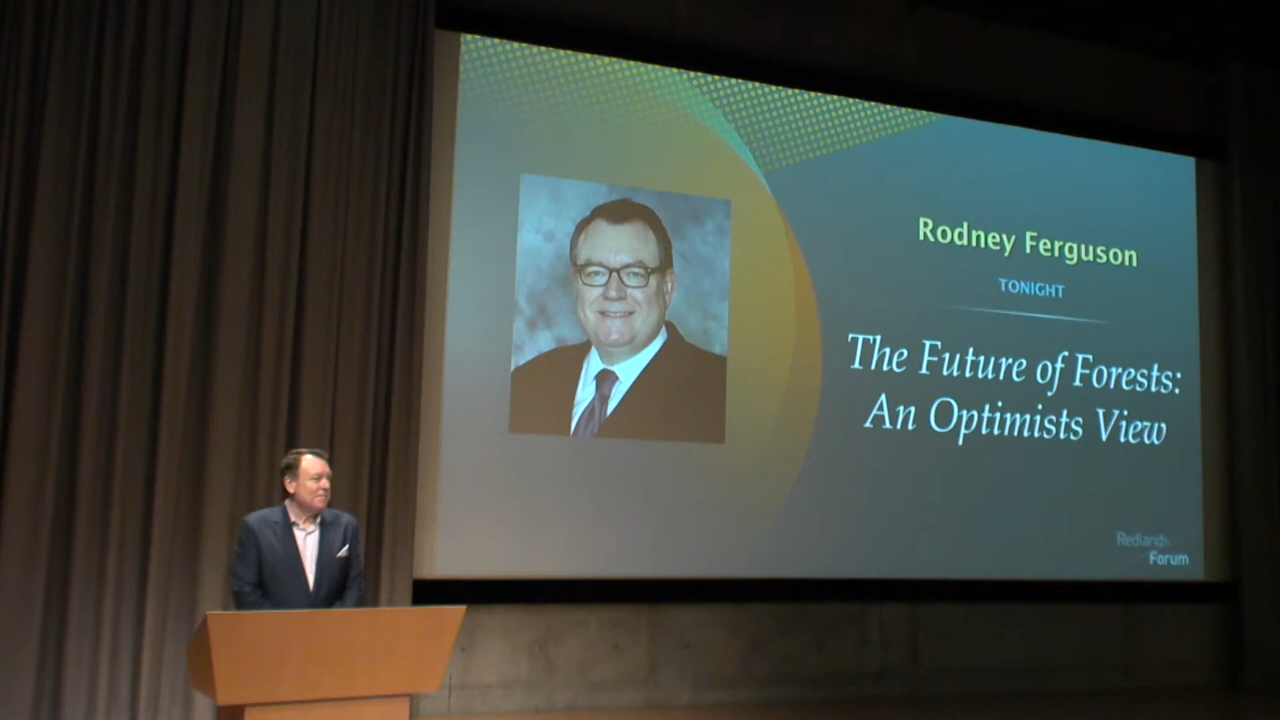 Rodney Ferguson
TONIGHT
The Future of Forests:
An Optimists View
Redlands
Forum